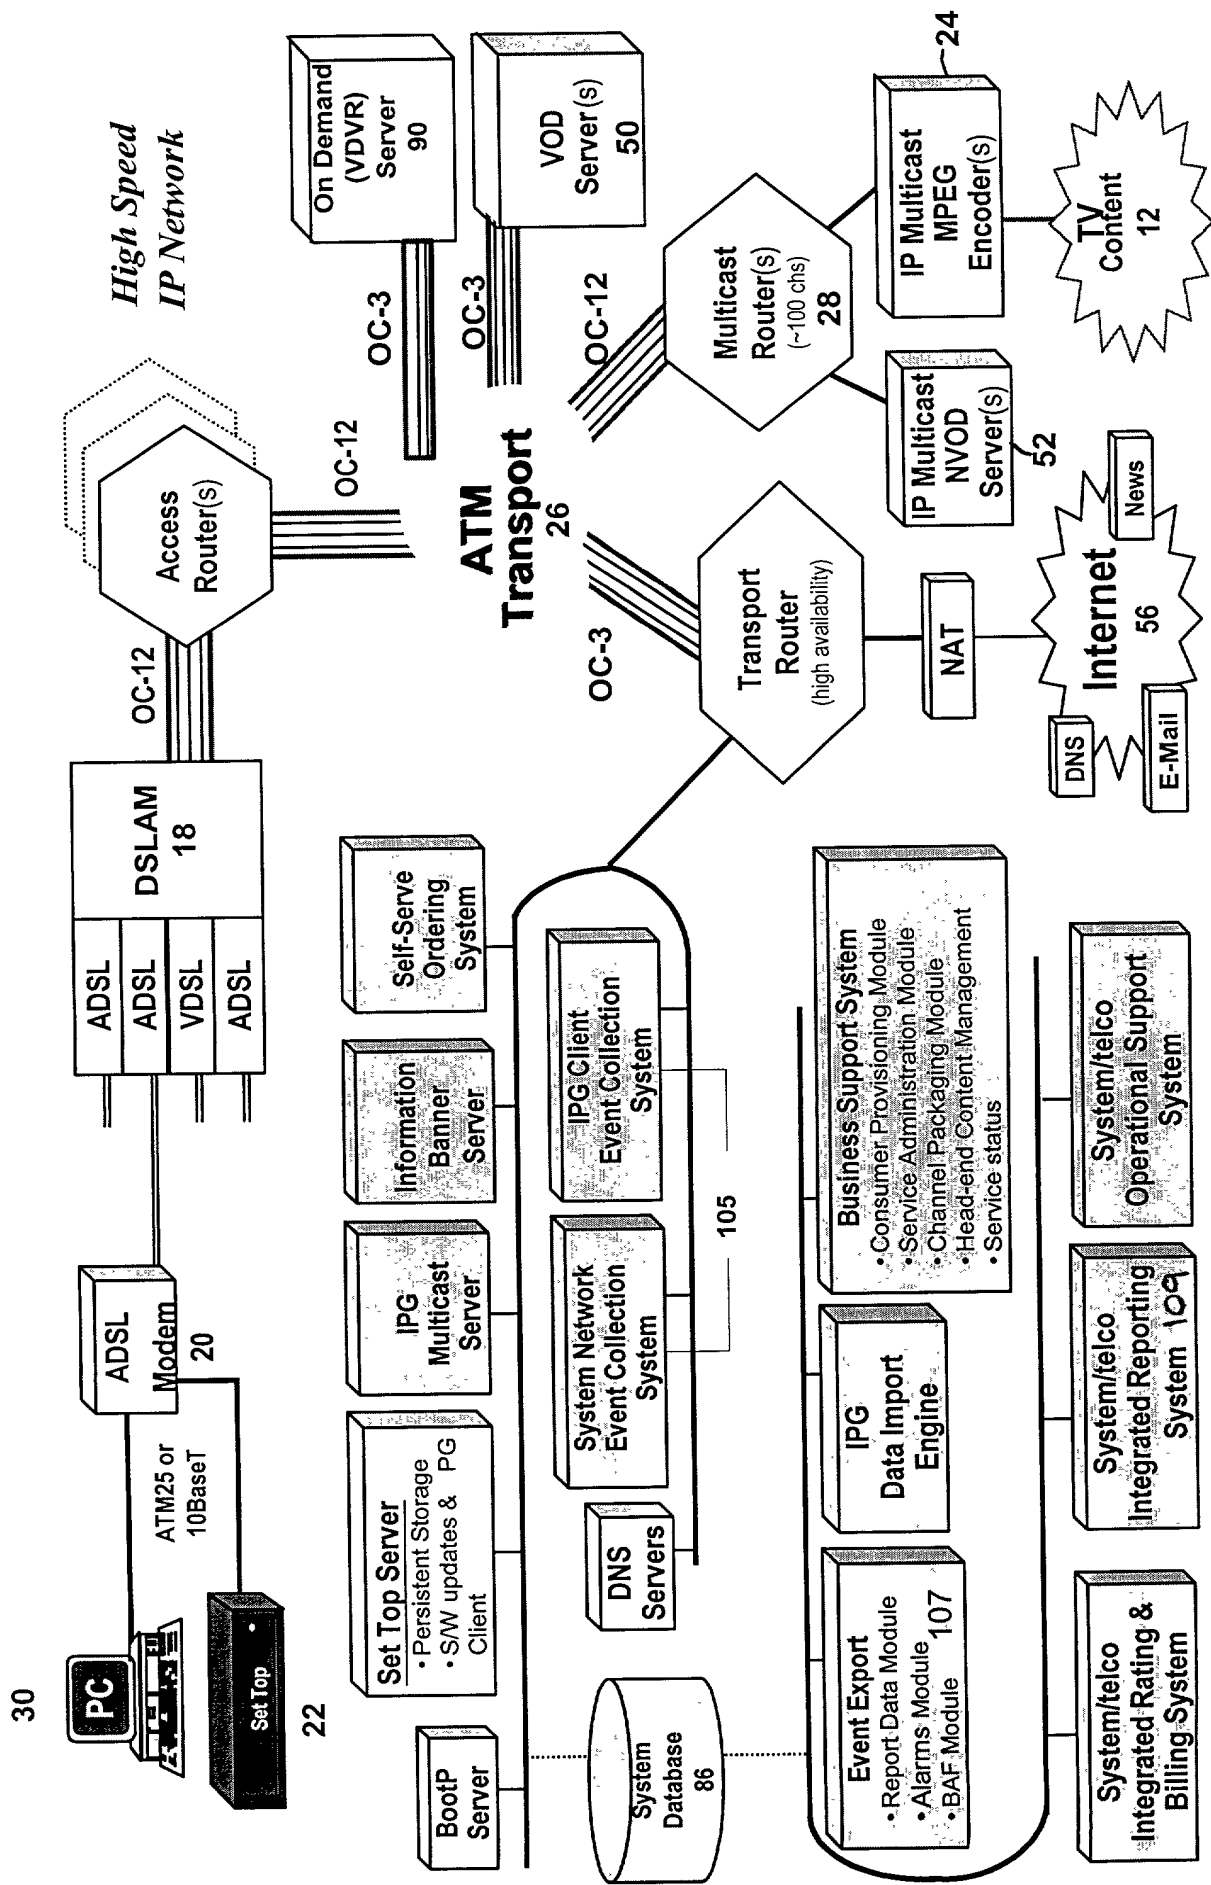 30
PC
Set Top
22
ATM25 or
10BaseT
ADSL
Modem
20
ADSL
ADSL
VDSL
ADSL
DSLAM
18
OC-12
Access
Router(s)
High Speed
IP Network
OC-12
OC-3
On Demand
(VDVR)
Server
90
OC-3
VOD
Server(s)
50
ATM
Transport
26
OC-12
OC-3
Multicast
Router(s)
(~100 chs)
28
IP Multicast
MPEG
Encoder(s)
24
TV
Content
12
IP Multicast
NVOD
Server(s)
52
Transport
Router
(high availability)
NAT
Internet
56
News
DNS
E-Mail
BootP
Server
Set Top Server
• Persistent Storage
• S/W updates & PG
Client
IPG
Multicast
Server
Information
Banner
Server
Self-Serve
Ordering
System
DNS
Servers
System Network
Event Collection
System
IPG Client
Event Collection
System
105
System
Database
86
Event Export
• Report Data Module
• Alarms Module
• BAF Module
107
IPG
Data Import
Engine
Business Support System
• Consumer Provisioning Module
• Service Administration Module
• Channel Packaging Module
• Head-end Content Management
• Service status
System/telco
Integrated Rating &
Billing System
System/telco
Integrated Reporting
System 109
System/telco
Operational Support
System